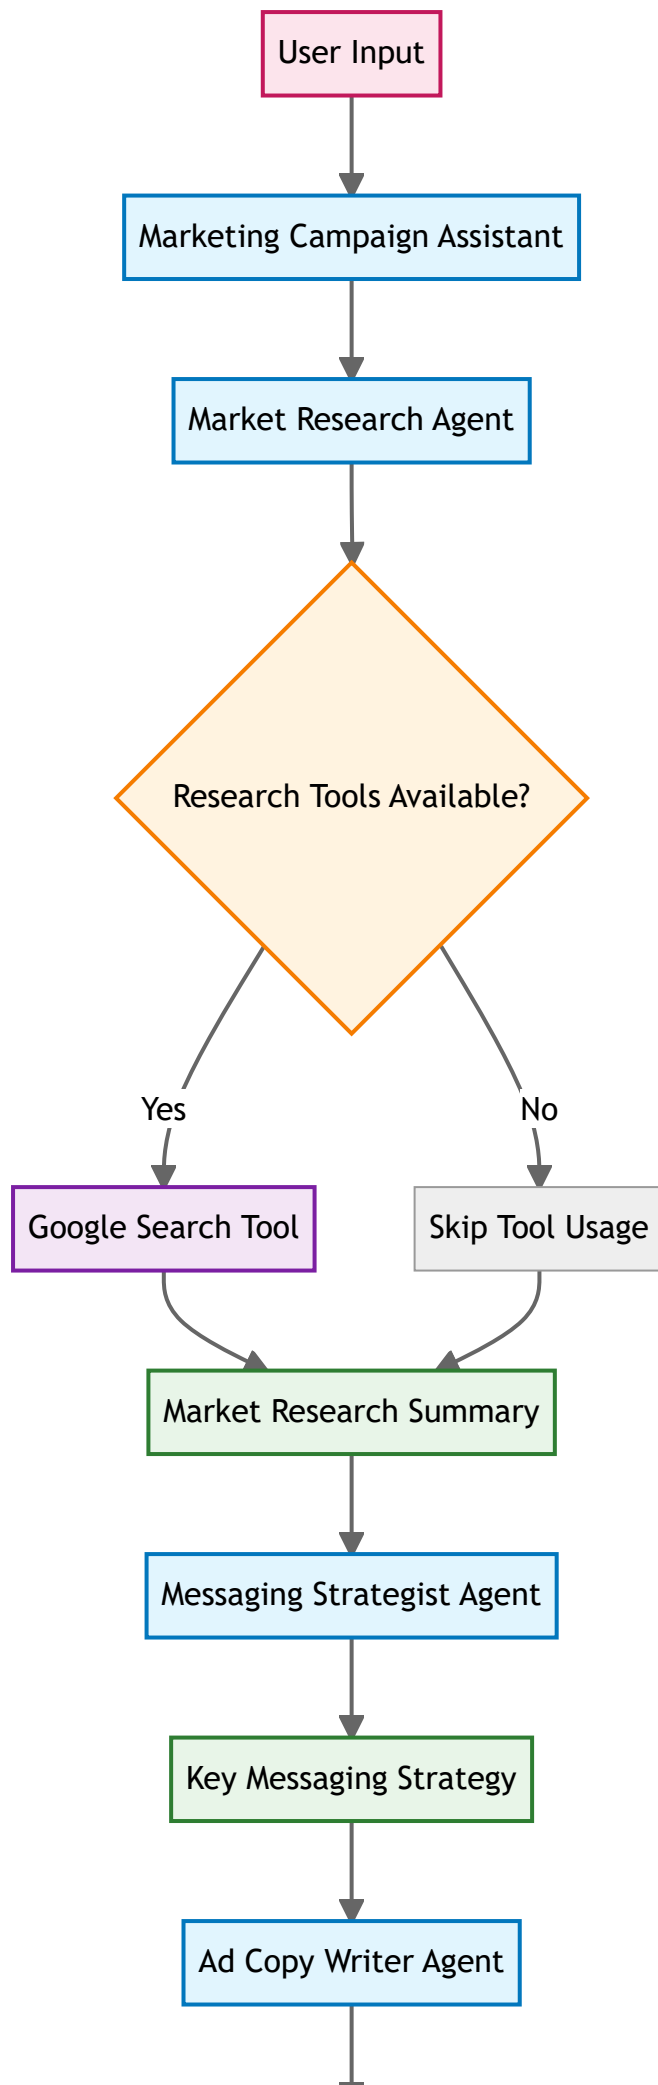 User Input
Marketing Campaign Assistant
Market Research Agent
Research Tools Available?
Yes
No
Google Search Tool
Skip Tool Usage
Market Research Summary
Messaging Strategist Agent
Key Messaging Strategy
Ad Copy Writer Agent